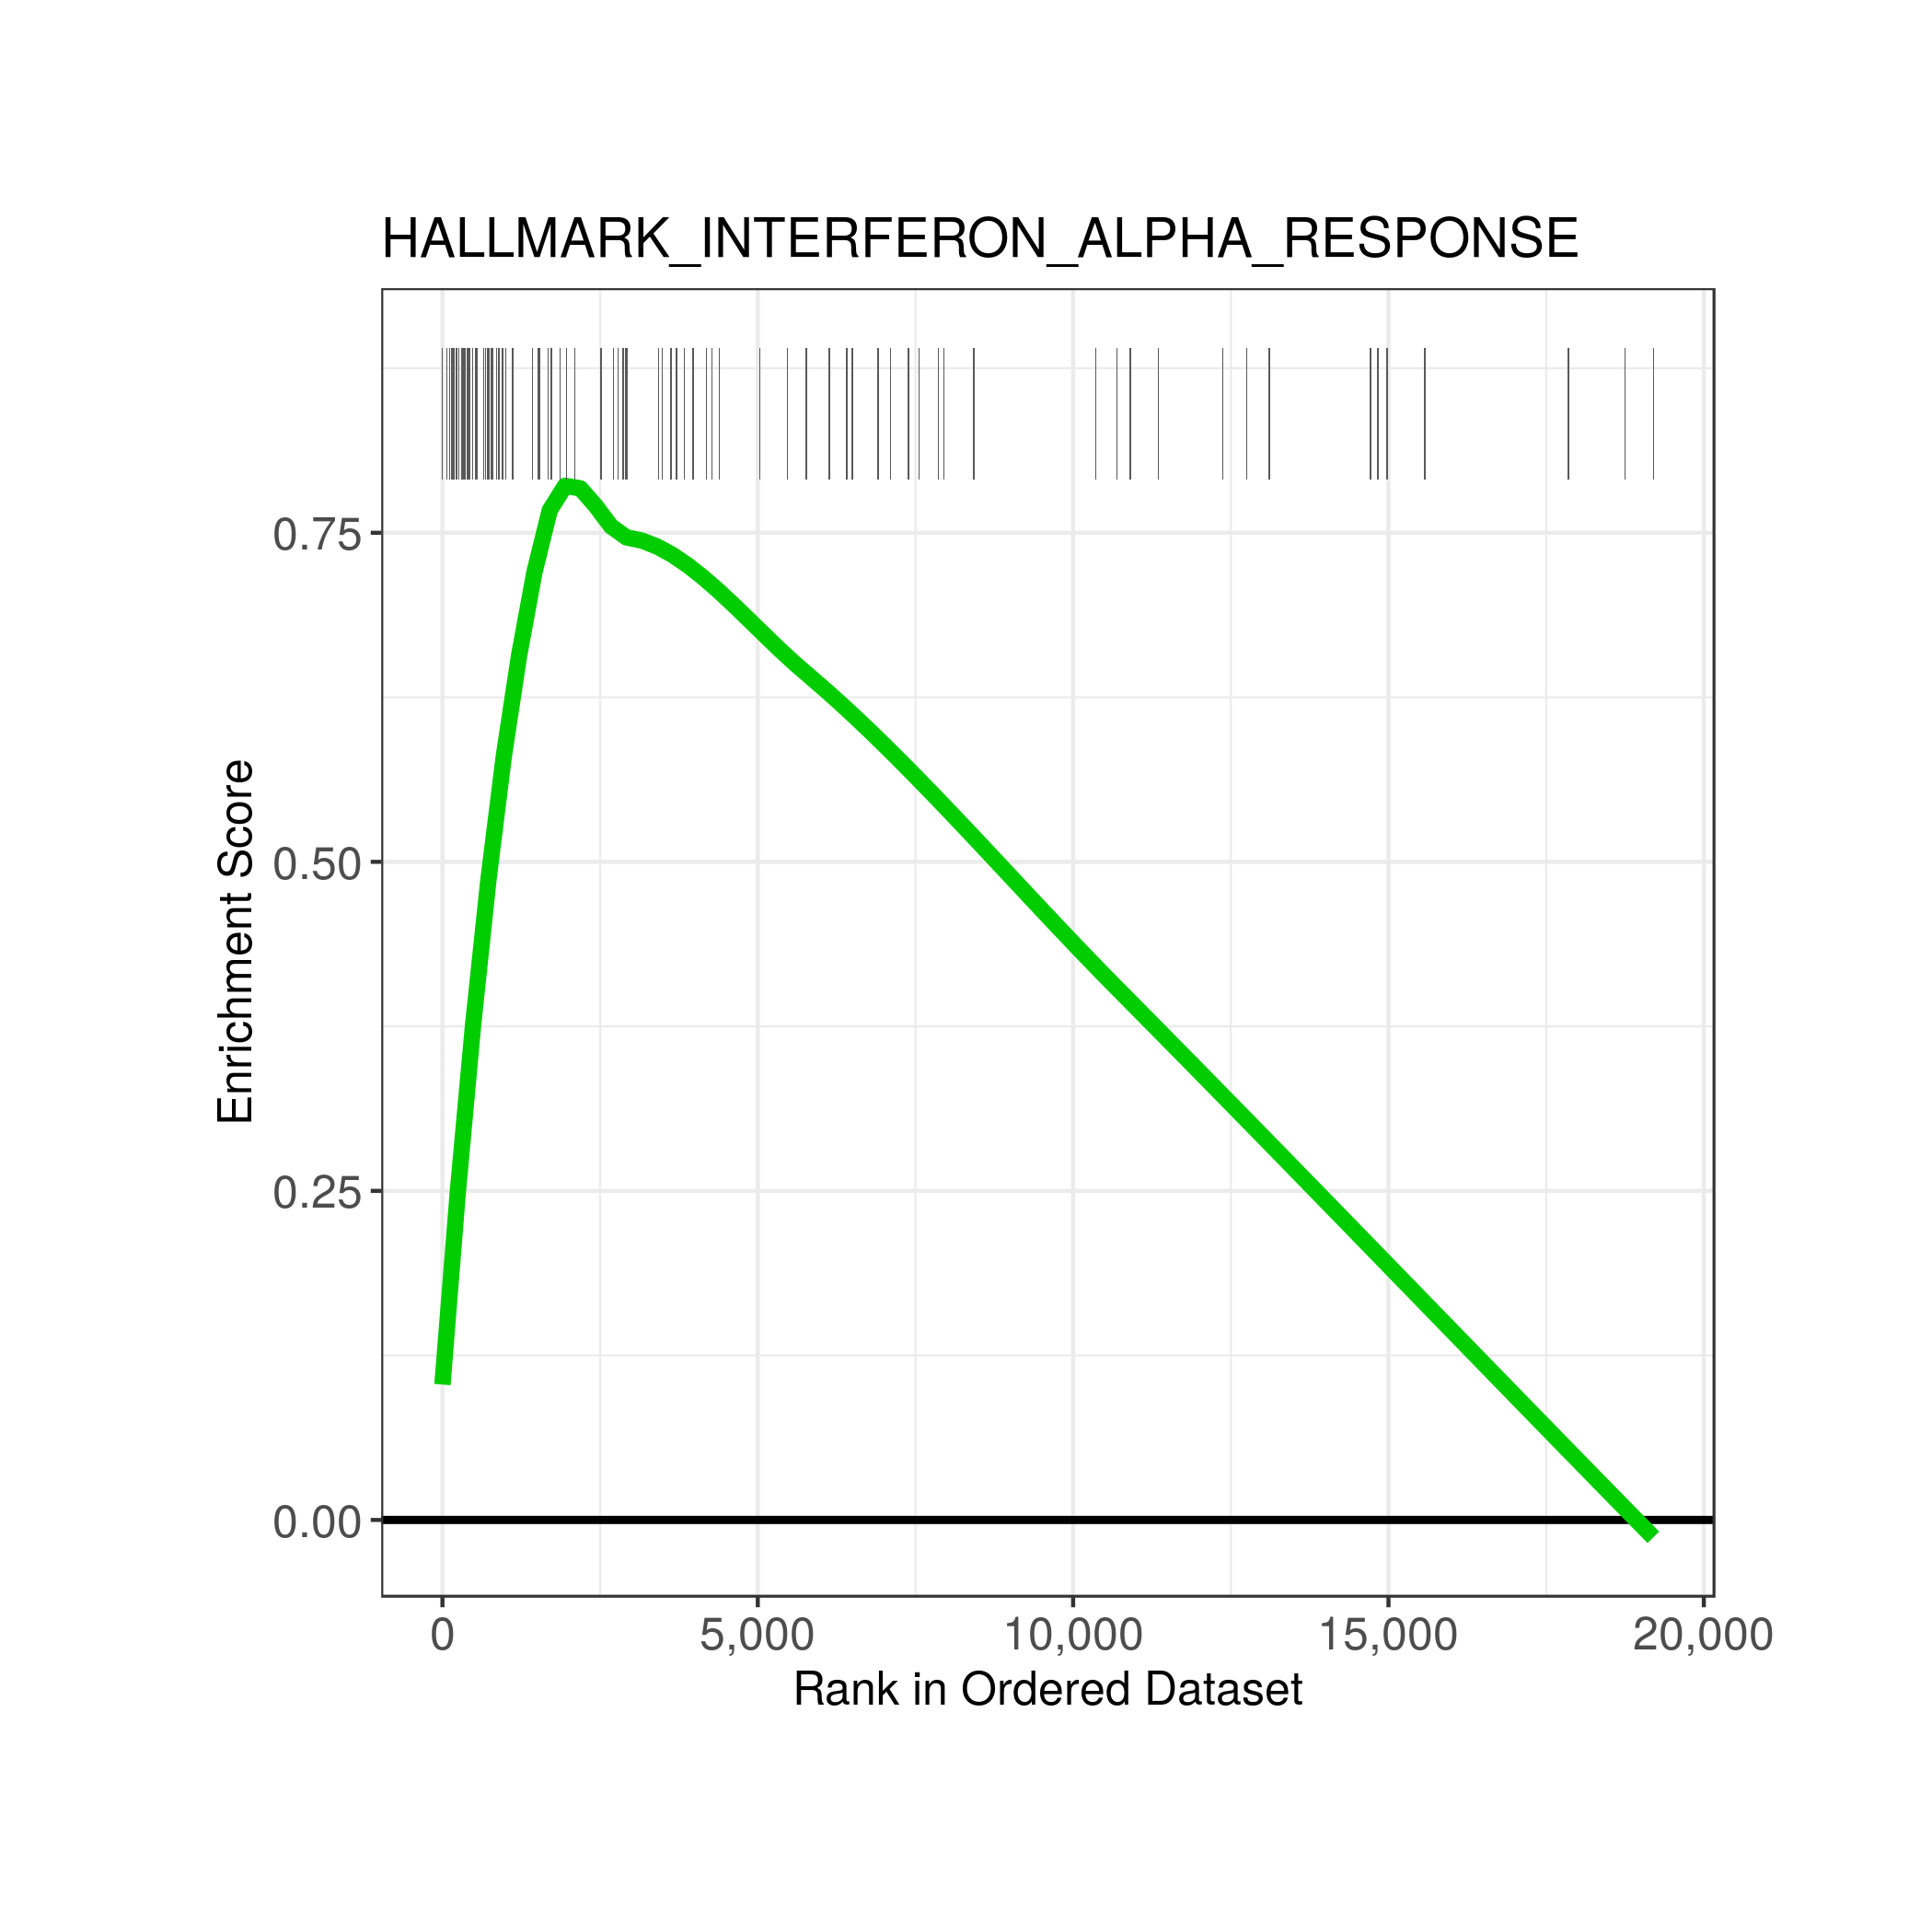 HALLMARK_INTERFERON_ALPHA_RESPONSE
Enrichment Score
0.75
0.50
0.25
0.00
0 5,000 10,000 15,000 20,000
Rank in Ordered Dataset